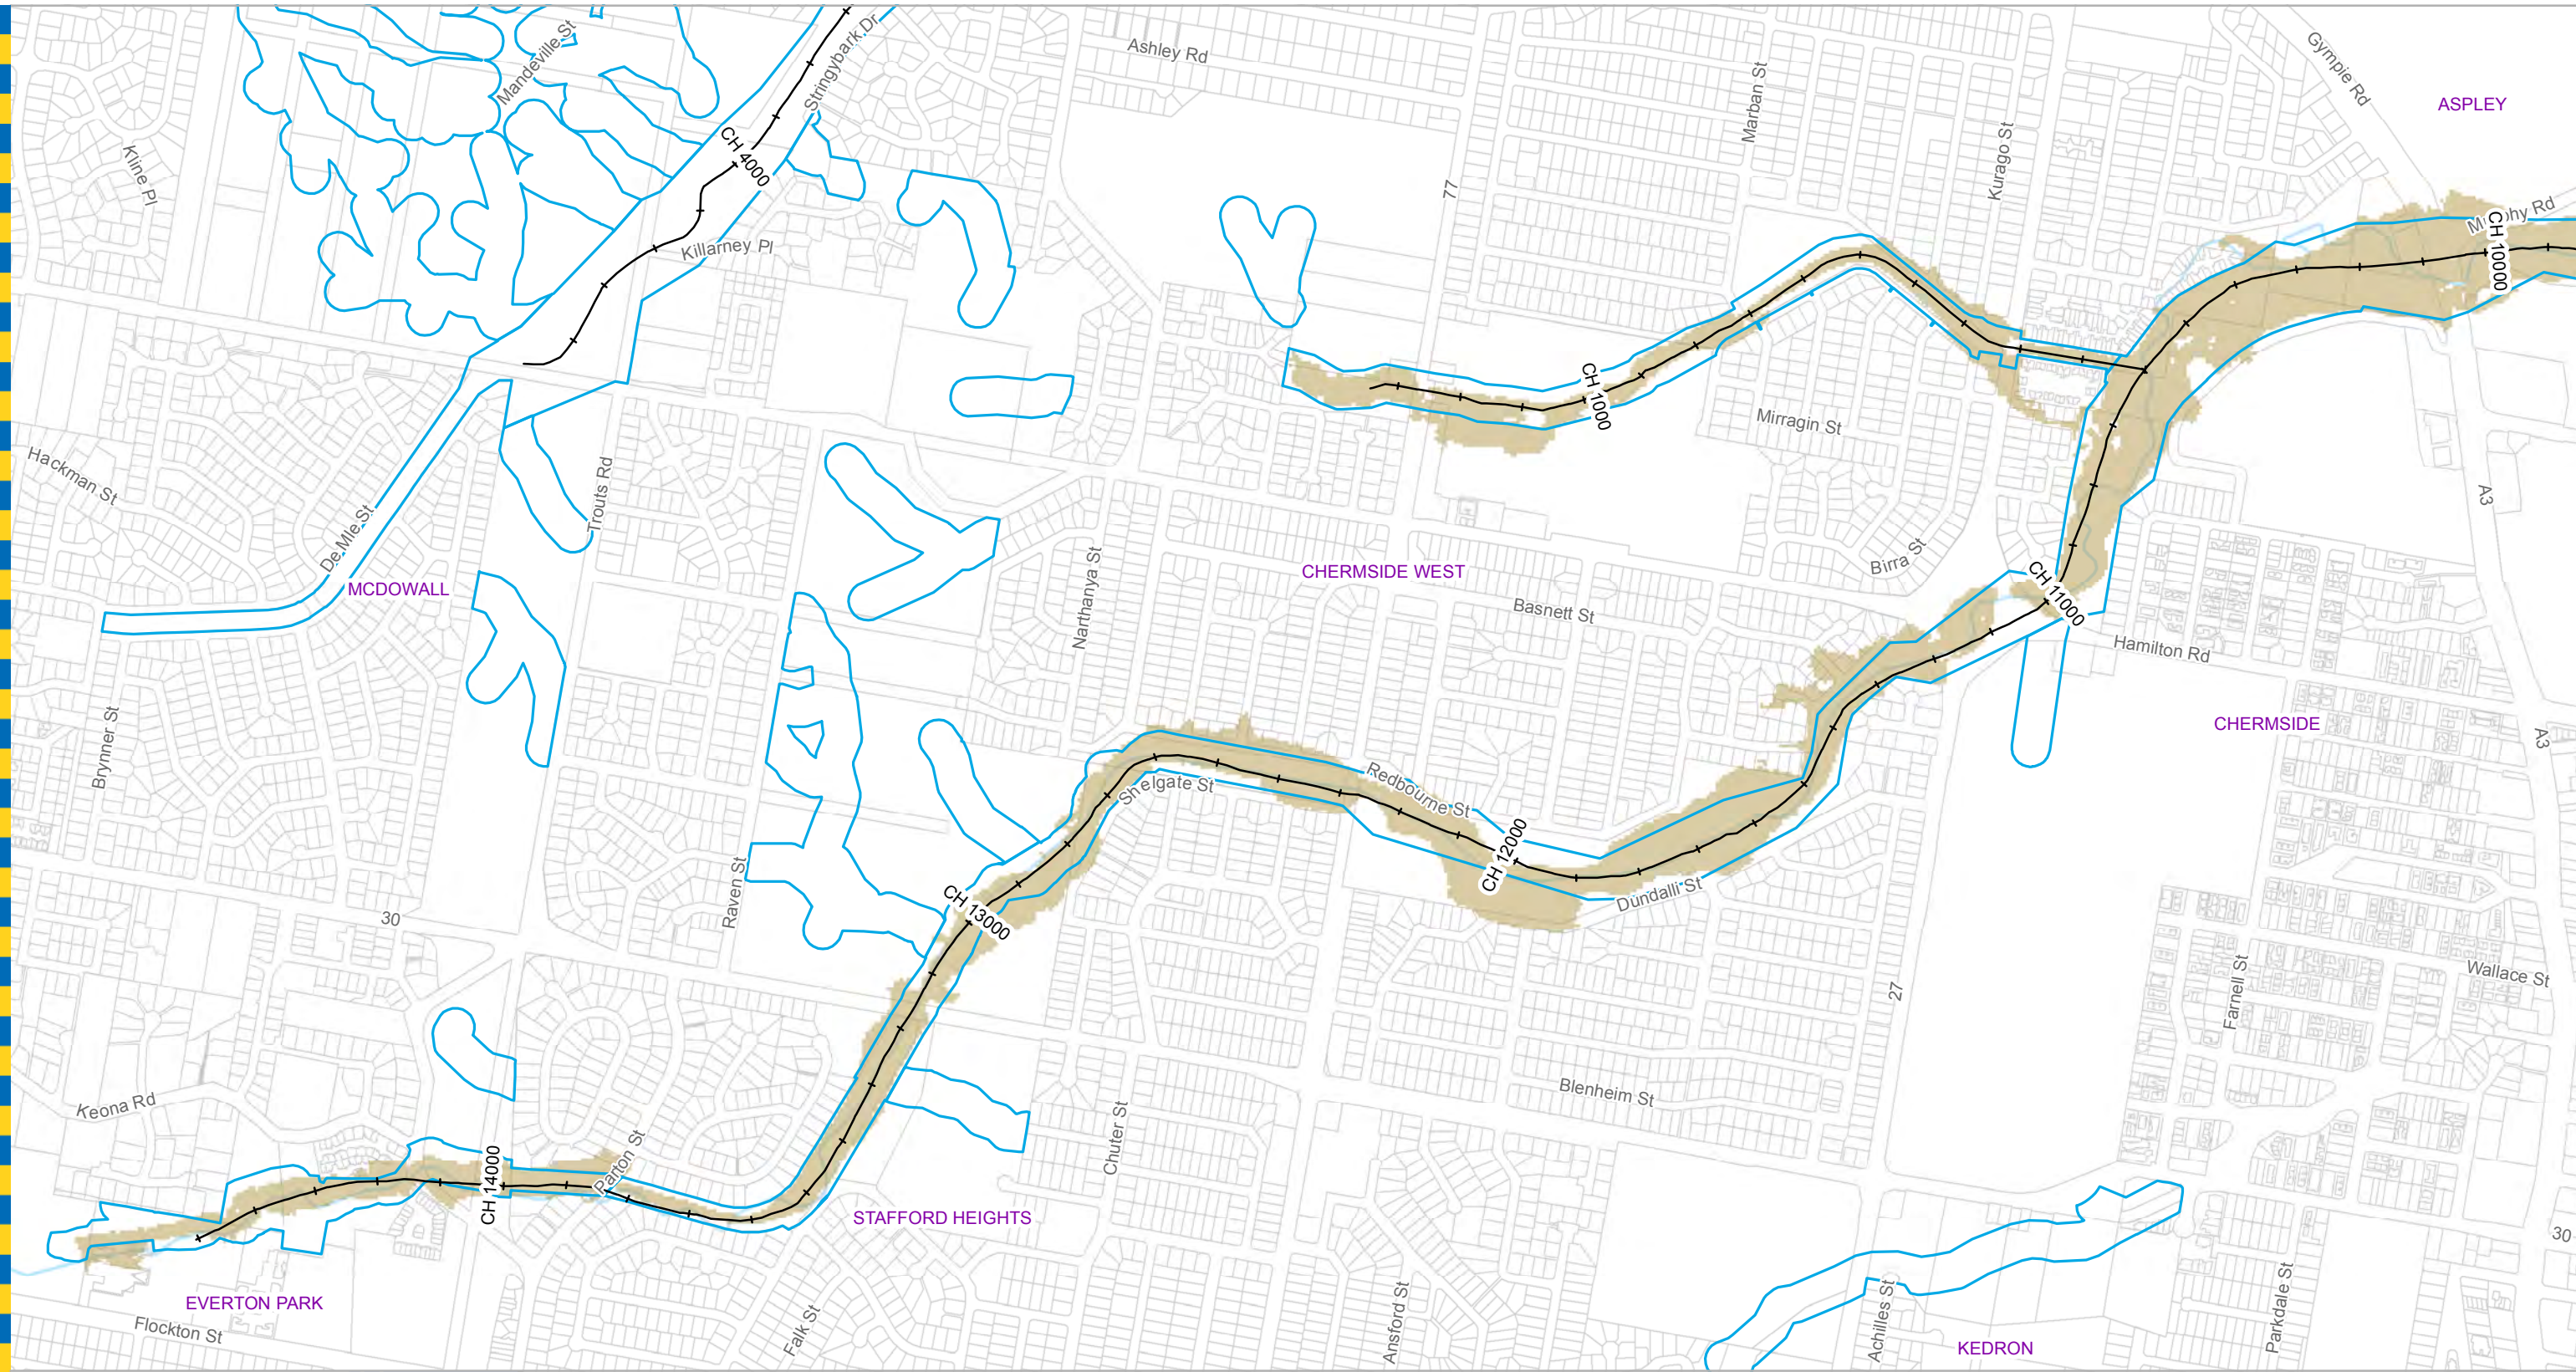 Mandeville St
Stringybark Dr
Ashley Rd
Marban St
Gympie Rd
ASPLEY
Kline Pl
CH 4000
77
Kurago St
Killarney Pl
CH 10000
CH 1000
Mirragin St
Hackman St
Trouts Rd
A3
De Mle St
MCDOWALL
Narthanya St
CHERMSIDE WEST
Basnett St
Birra St
CH 11000
Hamilton Rd
Brynner St
CHERMSIDE
A3
Shelgate St
Redbourne St
CH 12000
Raven St
CH 13000
Dundalli St
30
27
Farnell St
Wallace St
Keona Rd
Blenheim St
Chuter St
CH 14000
Parton St
STAFFORD HEIGHTS
30
EVERTON PARK
Flockton St
Falk St
Ansford St
Achilles St
KEDRON
Parkdale St